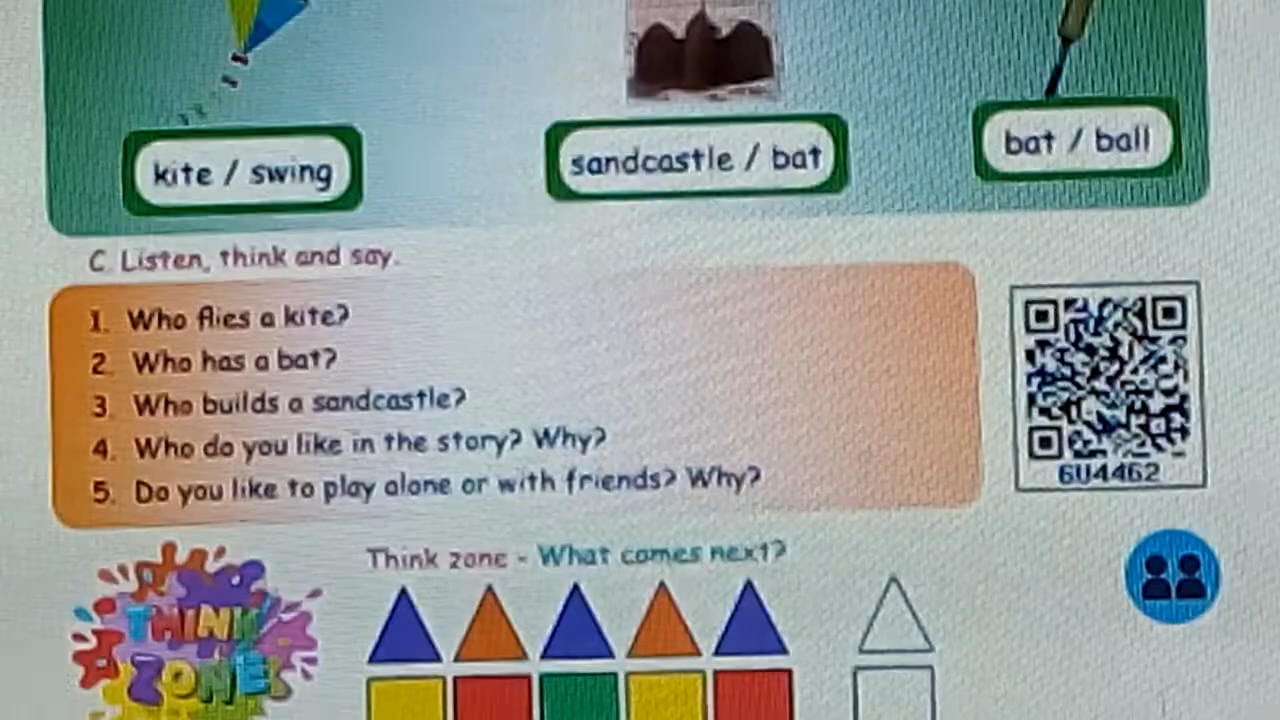 kite / swing
sandcastle / bat
bat / ball
C. Listen, think and say.
1. Who flies a kite?
2. Who has a bat?
3. Who builds a sandcastle?
4. Who do you like in the story? Why?
5. Do you like to play alone or with friends? Why?
6U4462
Think zone - What comes next?
THINK
ZONE